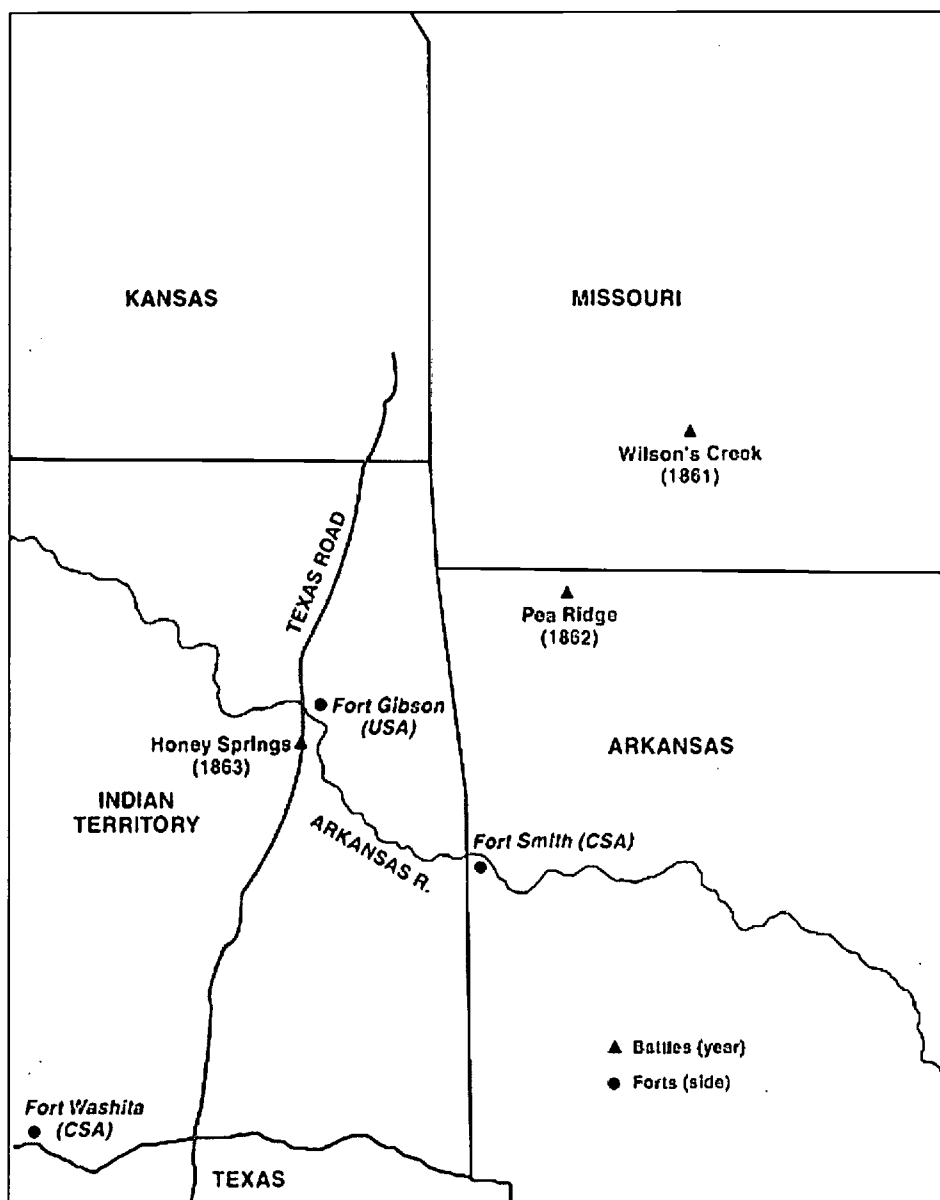 KANSAS
MISSOURI
Wilson's Creek
(1861)
TEXAS ROAD
Pea Ridge
(1862)
Fort Gibson
(USA)
Honey Springs
(1863)
ARKANSAS
INDIAN
TERRITORY
ARKANSAS R.
Fort Smith (CSA)
Battles (year)
Forts (side)
Fort Washita
(CSA)
TEXAS